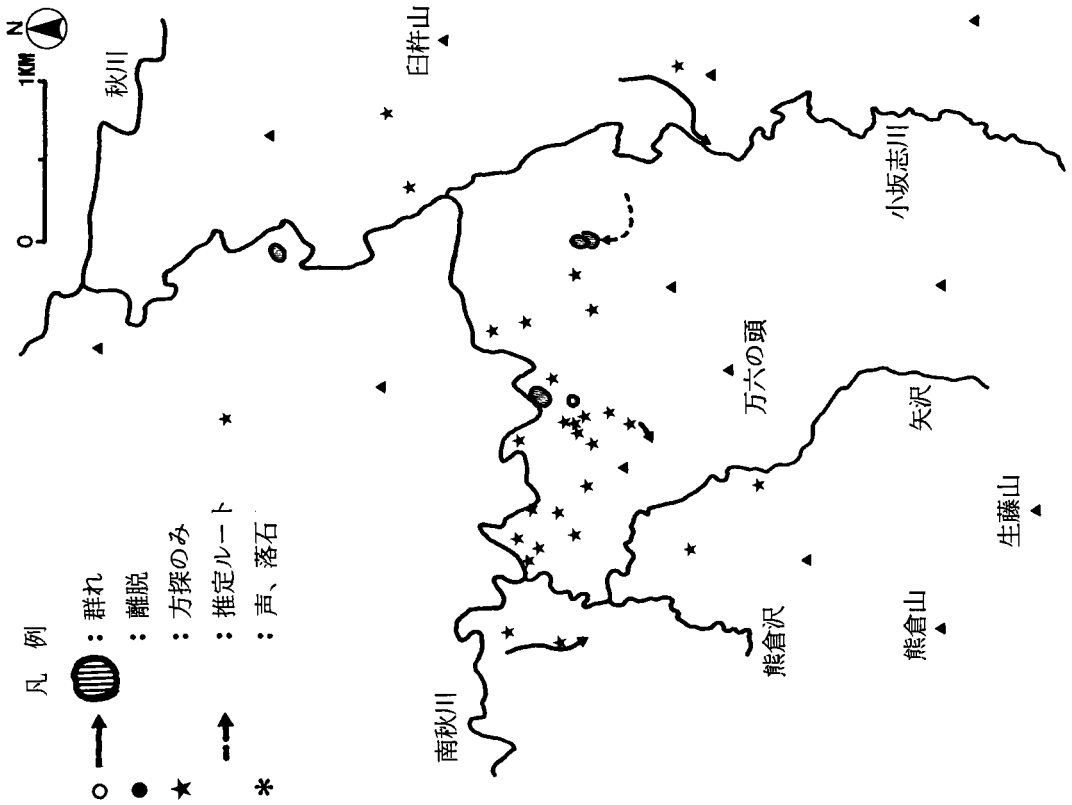 凡 例
: 群れ
: 離脱
: 方探のみ
: 推定ルート
: 声、落石
0 1KM
N
秋川
臼杵山
南秋川
小坂志川
万六の頭
矢沢
熊倉沢
熊倉山
生藤山